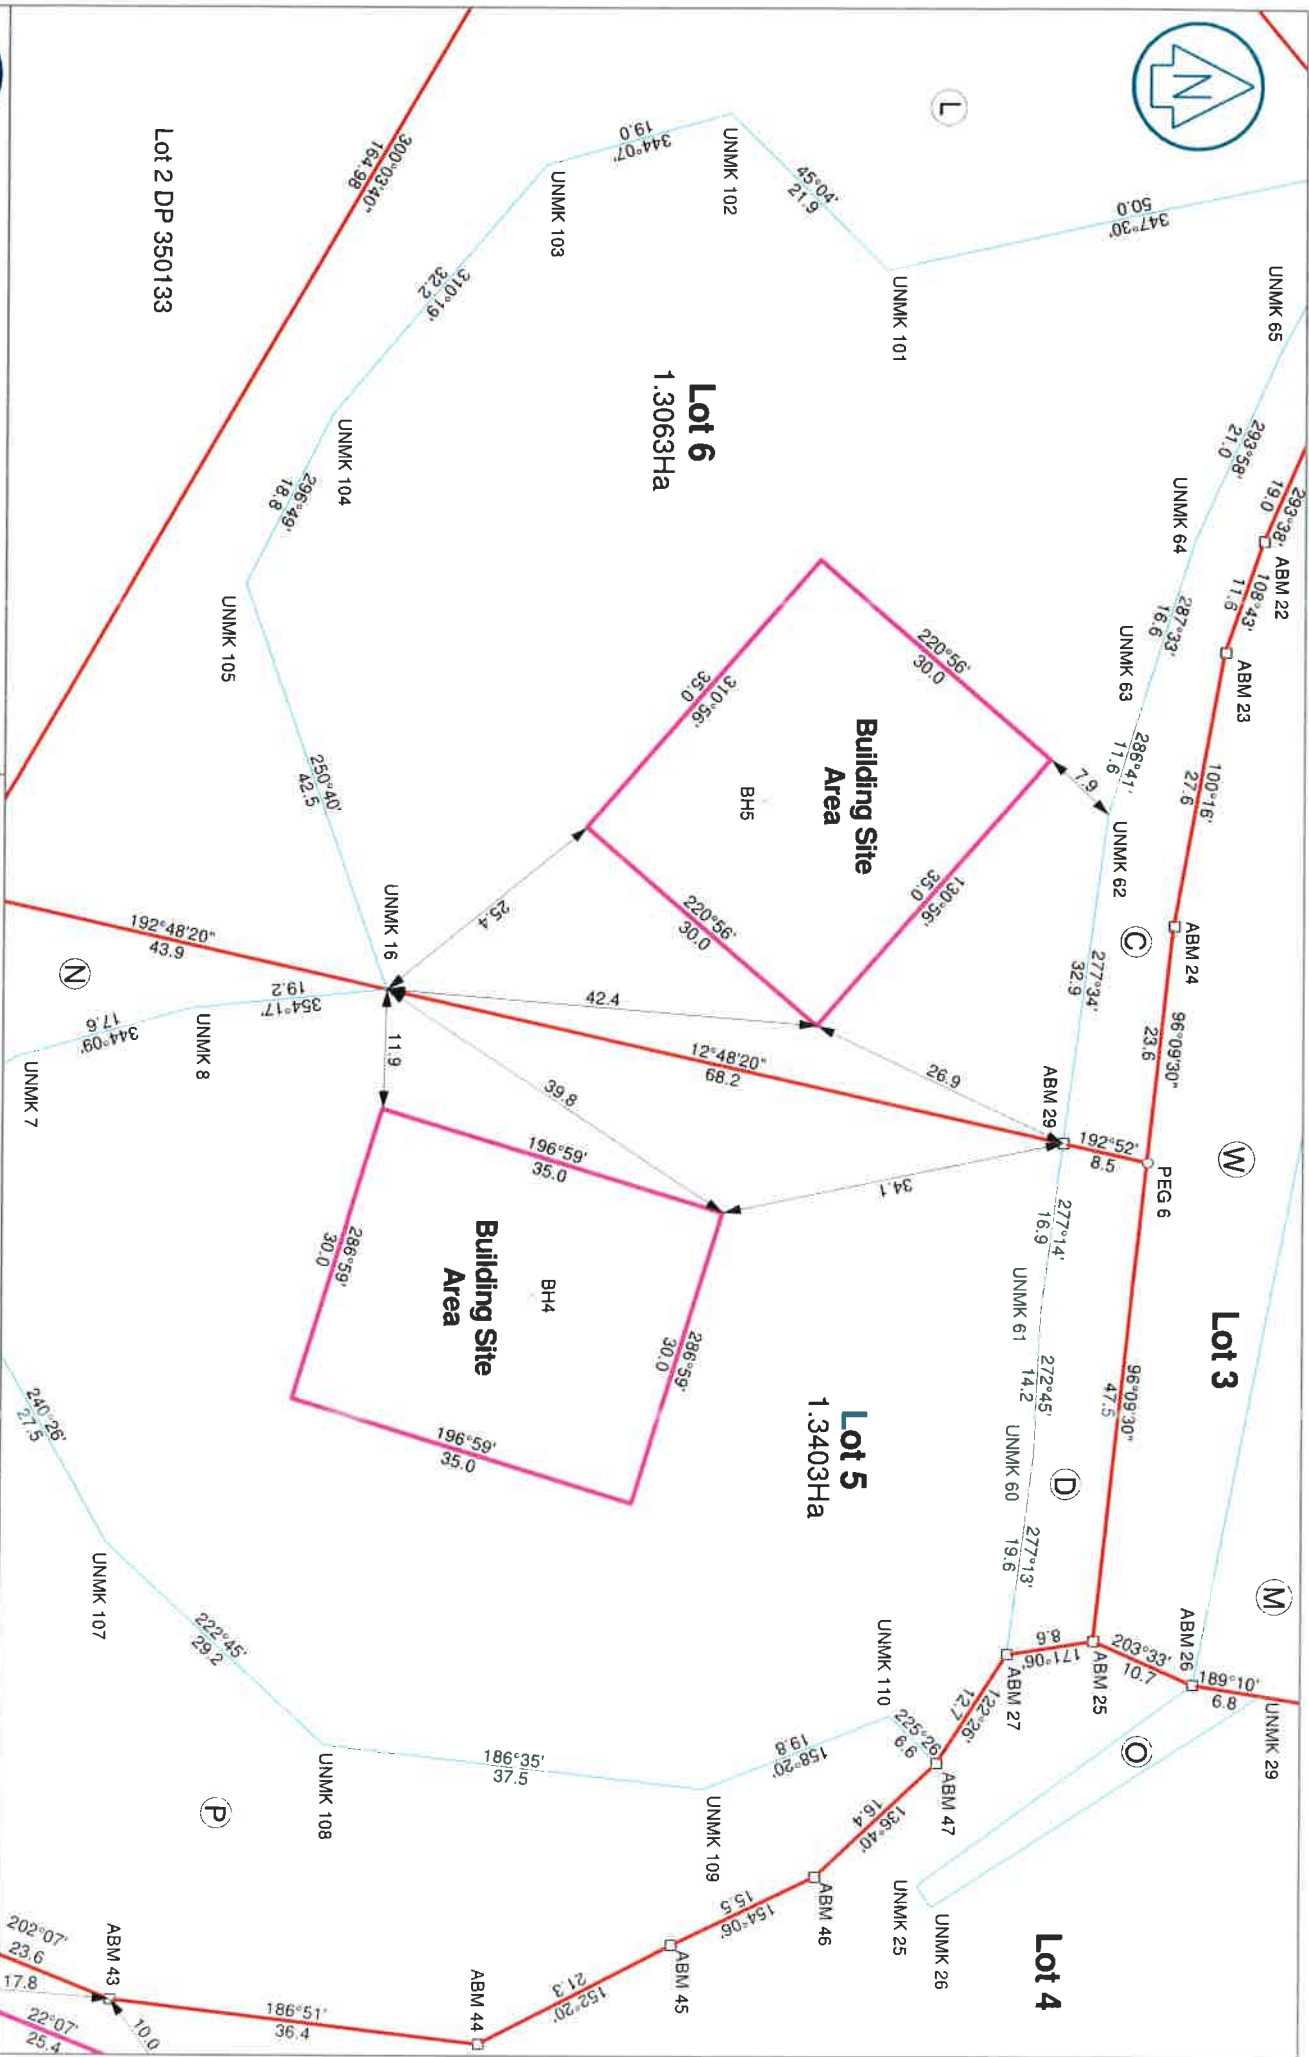 N
L
W
M
C
D
O
N
P
Lot 3
Lot 4
Lot 5
1.3403Ha
Lot 6
1.3063Ha
Lot 2 DP 350133
Building Site
Area
BH5
Building Site
Area
BH4
UNMK 65
UNMK 64
UNMK 63
UNMK 62
UNMK 61
UNMK 60
UNMK 101
UNMK 102
UNMK 103
UNMK 104
UNMK 105
UNMK 16
UNMK 8
UNMK 7
UNMK 107
UNMK 108
UNMK 109
UNMK 110
UNMK 25
UNMK 26
UNMK 29
ABM 22
ABM 23
ABM 24
PEG 6
ABM 29
ABM 25
ABM 26
ABM 27
ABM 47
ABM 46
ABM 45
ABM 44
ABM 43
293°38'
19.0
108°43'
11.6
100°16'
27.6
96°09'30"
23.6
96°09'30"
47.5
192°52'
8.5
293°58'
21.0
287°33'
16.6
286°41'
11.6
277°34'
32.9
277°14'
16.9
272°45'
14.2
277°13'
19.6
347°30'
50.0
45°04'
21.9
344°07'
19.0
310°19'
32.2
296°49'
18.8
250°40'
42.5
300°03'40"
164.98
192°48'20"
43.9
354°17'
19.2
344°09'
17.6
12°48'20"
68.2
220°56'
30.0
130°56'
35.0
310°56'
35.0
220°56'
30.0
7.9
25.4
42.4
26.9
39.8
11.9
34.1
196°59'
35.0
286°59'
30.0
286°59'
30.0
196°59'
35.0
240°26'
27.5
222°45'
29.2
186°35'
37.5
158°20'
19.8
225°26'
6.6
171°06'
8.6
203°33'
10.7
189°10'
6.8
122°26'
12.7
136°40'
16.4
154°06'
15.5
152°20'
21.3
186°51'
36.4
202°07'
23.6
17.8
10.0
22°07'
25.4